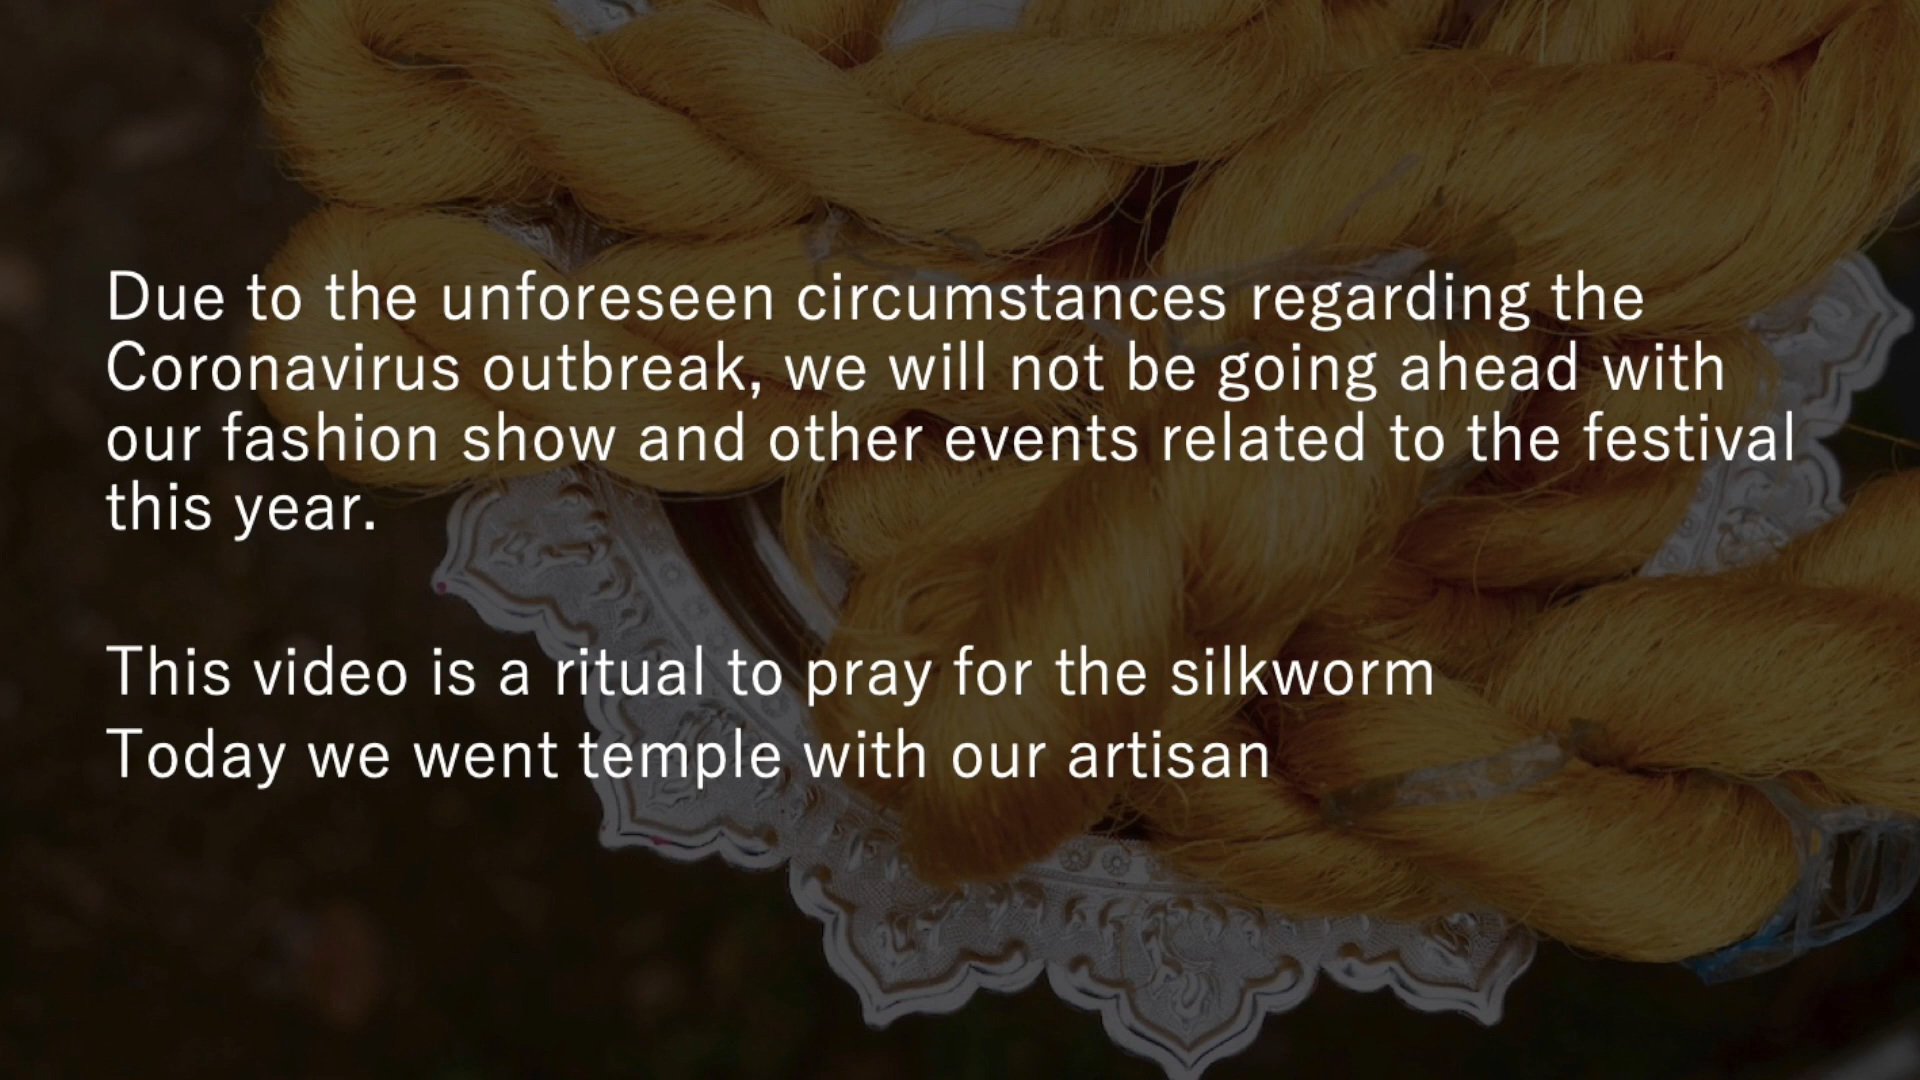 Due to the unforeseen circumstances regarding the
Coronavirus outbreak, we will not be going ahead with
our fashion show and other events related to the festival
this year.
This video is a ritual to pray for the silkworm
Today we went temple with our artisan